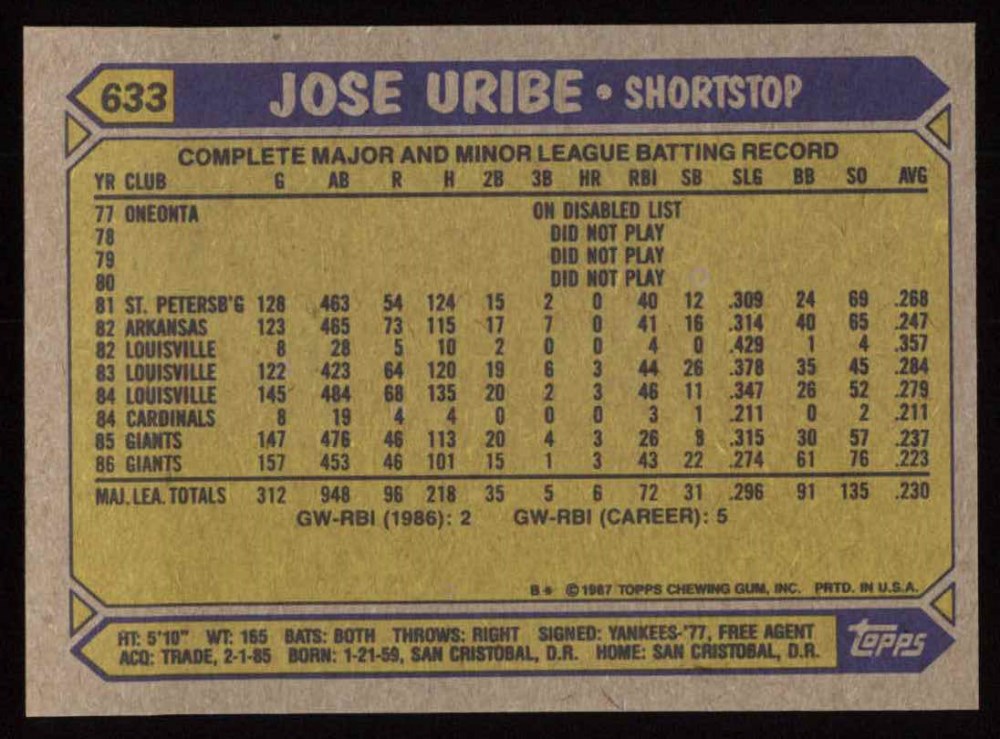 633 JOSE URIBE • SHORTSTOP
COMPLETE MAJOR AND MINOR LEAGUE BATTING RECORD
YR CLUB G AB R H 2B 3B HR RBI SB SLG BB SO AVG
77 ONEONTA ON DISABLED LIST
78 DID NOT PLAY
79 DID NOT PLAY
80 DID NOT PLAY
81 ST. PETERSB'G 128 463 54 124 15 2 0 40 12 .309 24 69 .268
82 ARKANSAS 123 465 73 115 17 7 0 41 16 .314 40 65 .247
82 LOUISVILLE 8 28 5 10 2 0 0 4 0 .429 1 4 .357
83 LOUISVILLE 122 423 64 120 19 6 3 44 26 .378 35 45 .284
84 LOUISVILLE 145 484 68 135 20 2 3 46 11 .347 26 52 .279
84 CARDINALS 8 19 4 4 0 0 0 3 1 .211 0 2 .211
85 GIANTS 147 476 46 113 20 4 3 26 8 .315 30 57 .237
86 GIANTS 157 453 46 101 15 1 3 43 22 .274 61 76 .223
MAJ. LEA. TOTALS 312 948 96 218 35 5 6 72 31 .296 91 135 .230
GW-RBI (1986): 2 GW-RBI (CAREER): 5
B* © 1987 TOPPS CHEWING GUM, INC. PRTD. IN U.S.A.
HT: 5'10" WT: 165 BATS: BOTH THROWS: RIGHT SIGNED: YANKEES-'77, FREE AGENT
ACQ: TRADE, 2-1-85 BORN: 1-21-59, SAN CRISTOBAL, D.R. HOME: SAN CRISTOBAL, D.R.
Topps